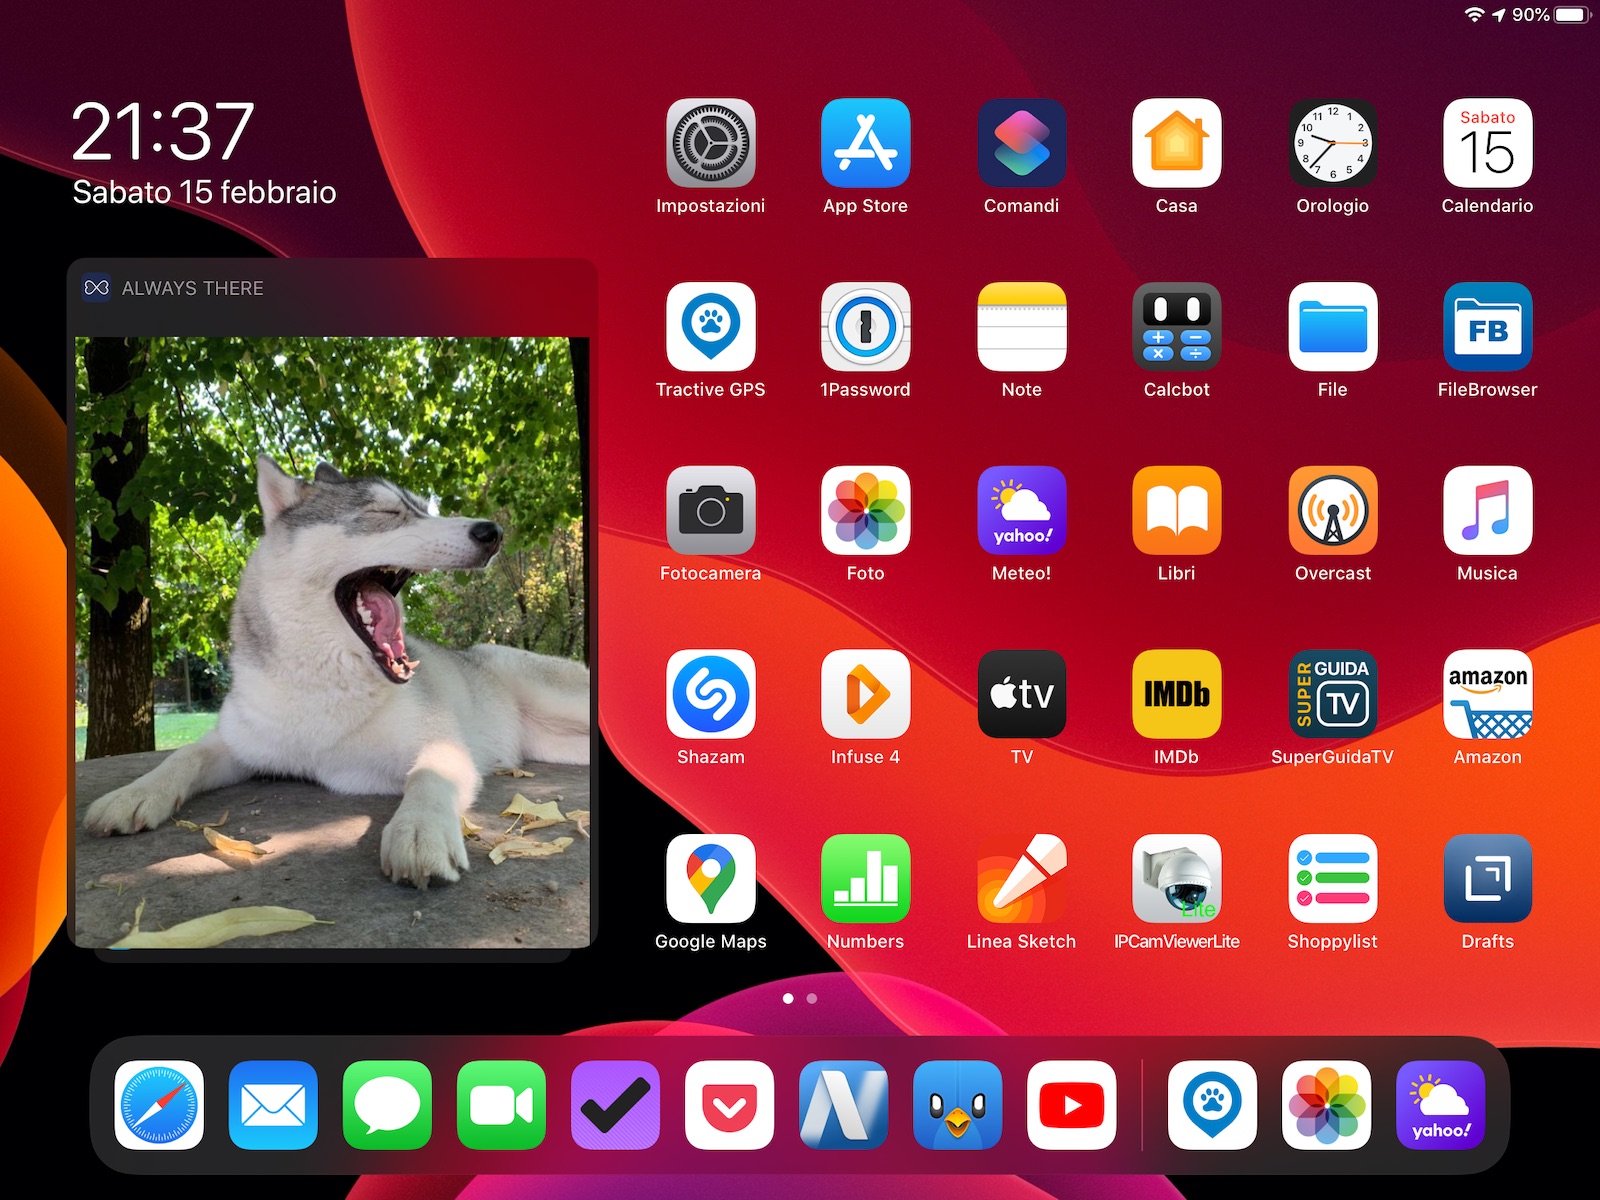 90%
21:37
Sabato 15 febbraio
ALWAYS THERE
12
11 1
10 2
9 3
8 4
7 5
6
Sabato
15
Impostazioni App Store Comandi Casa Orologio Calendario
FB
Tractive GPS 1Password Note Calcbot File FileBrowser
yahoo!
Fotocamera Foto Meteo! Libri Overcast Musica
tv
IMDb
SUPER
GUIDA
TV
amazon
Shazam Infuse 4 TV IMDb SuperGuidaTV Amazon
Lite
Google Maps Numbers Linea Sketch IPCamViewerLite Shoppylist Drafts
N
yahoo!